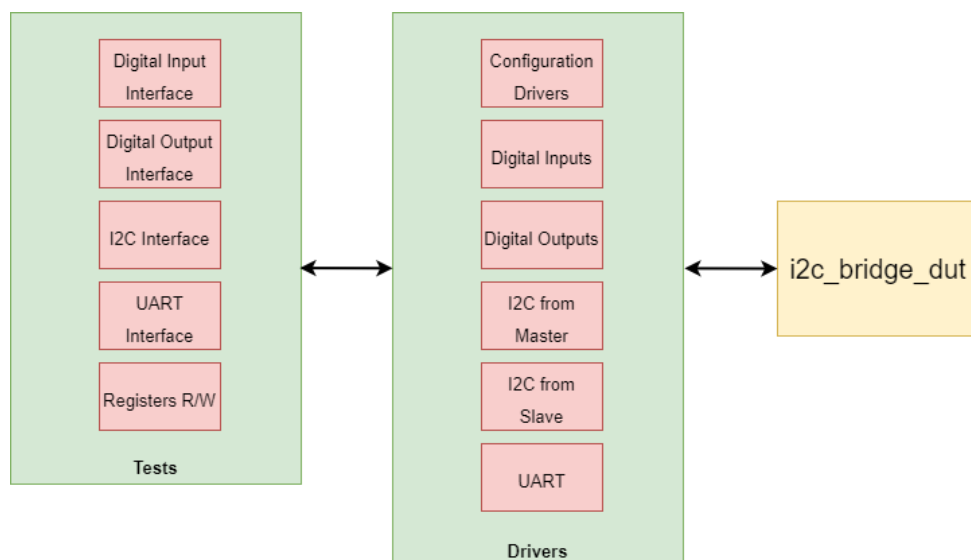 Digital Input
Interface
Digital Output
Interface
I2C Interface
UART
Interface
Registers R/W
Tests
Configuration
Drivers
Digital Inputs
Digital Outputs
I2C from
Master
I2C from
Slave
UART
Drivers
i2c_bridge_dut